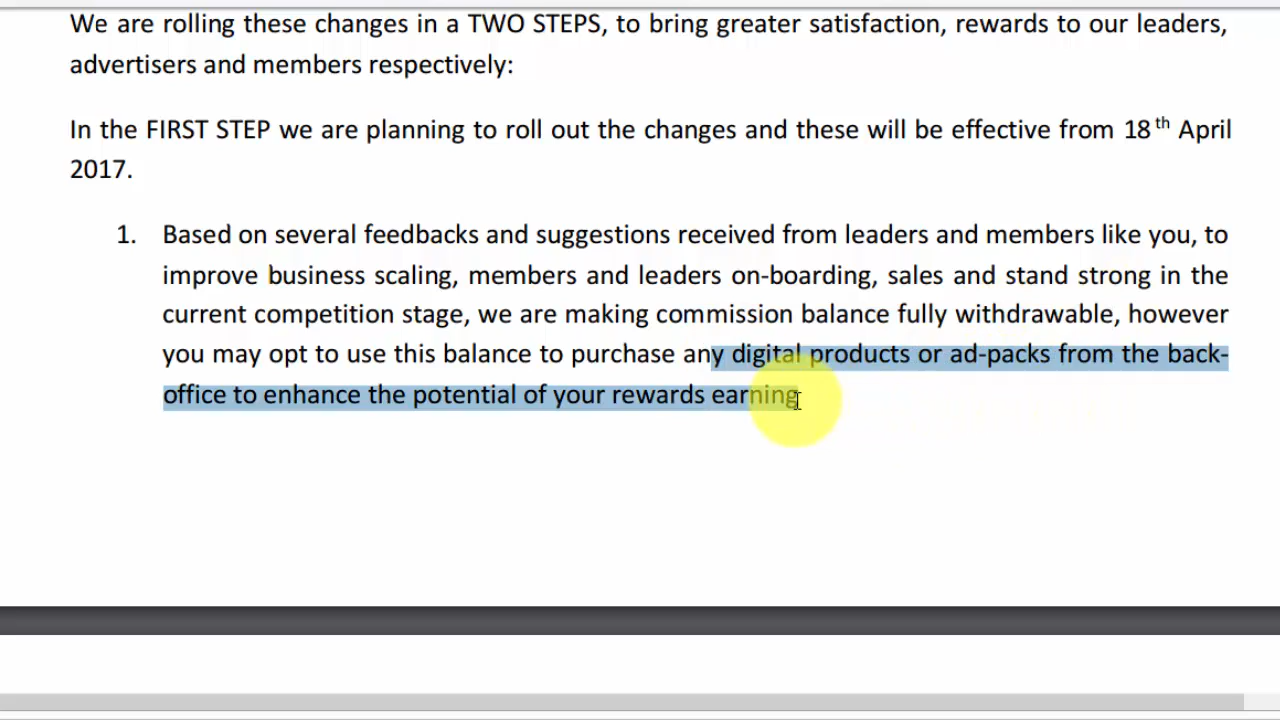 We are rolling these changes in a TWO STEPS, to bring greater satisfaction, rewards to our leaders,
advertisers and members respectively:
In the FIRST STEP we are planning to roll out the changes and these will be effective from 18th April
2017.
1. Based on several feedbacks and suggestions received from leaders and members like you, to
improve business scaling, members and leaders on-boarding, sales and stand strong in the
current competition stage, we are making commission balance fully withdrawable, however
you may opt to use this balance to purchase any digital products or ad-packs from the back-
office to enhance the potential of your rewards earning